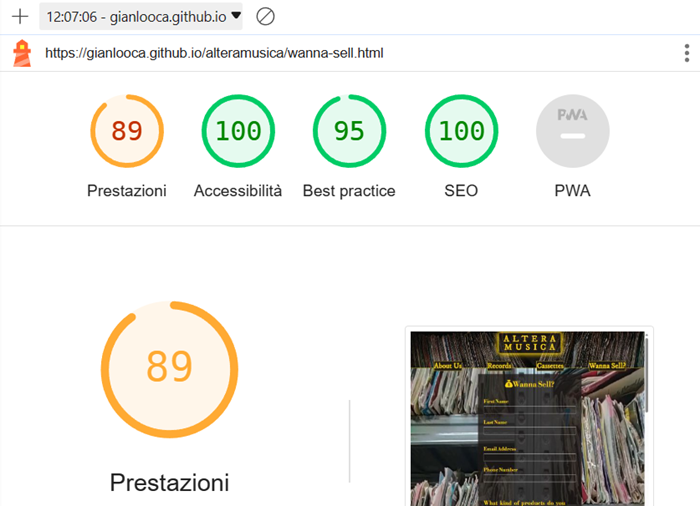 12:07:06 - gianlooca.github.io
https://gianlooca.github.io/alteramusica/wanna-sell.html
89
100
95
100
PWA
Prestazioni
Accessibilità
Best practice
SEO
PWA
89
Prestazioni
ALTERA
MUSICA
About Us
Records
Cassettes
Wanna Sell?
Wanna Sell?
First Name
Last Name
Email Address
Phone Number
What kind of products do you